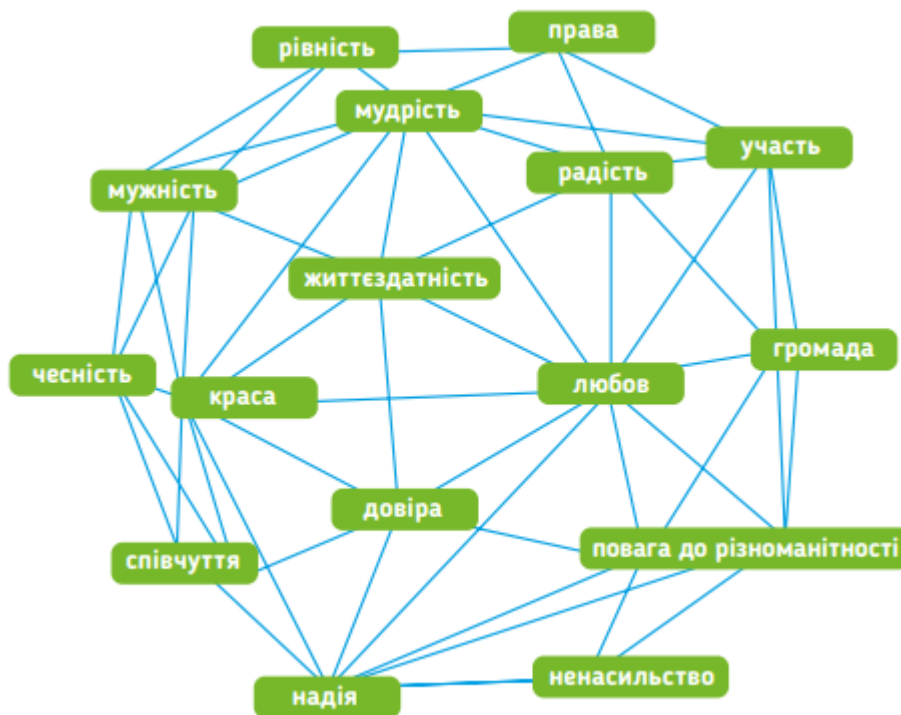 права
рівність
мудрість
участь
радість
мужність
життєздатність
громада
чесність
любов
краса
довіра
повага до різноманітності
співчуття
ненасильство
надія